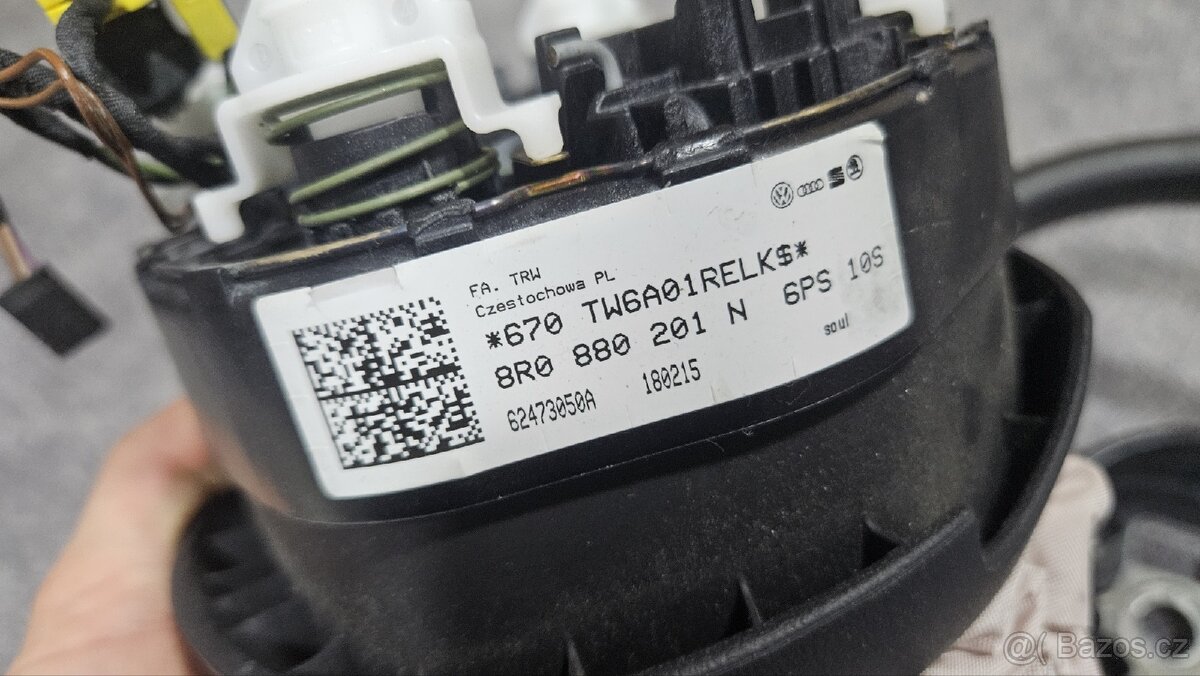 FA. TRW
Czestochowa PL
*670 TW6A01RELK$*
8R0 880 201 N 6PS 10S
62473050A 180215 soul
@( Bazos.cz